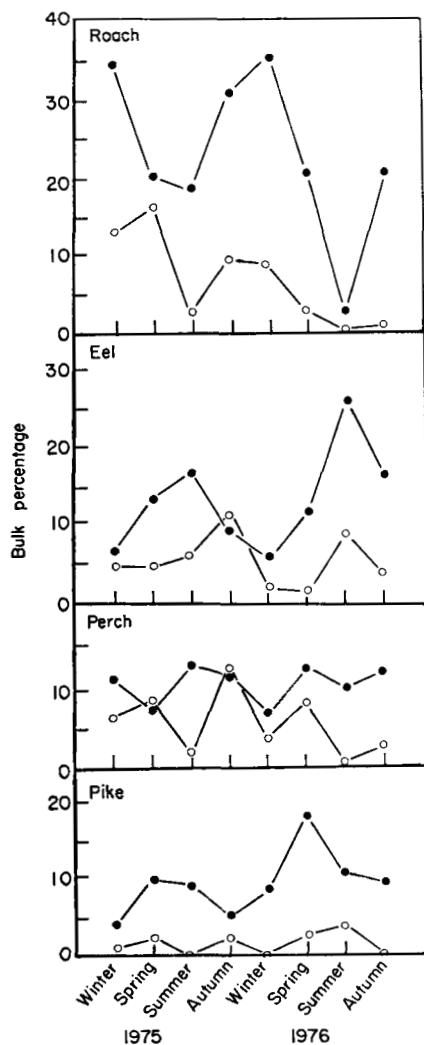 Roach
40
30
20
10
0
Eel
30
20
10
0
Bulk percentage
Perch
10
0
Pike
20
10
0
Winter
Spring
Summer
Autumn
Winter
Spring
Summer
Autumn
1975
1976